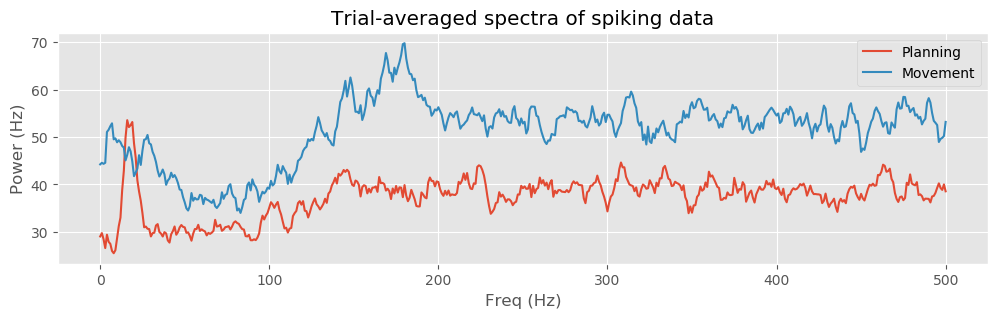 Trial-averaged spectra of spiking data
Planning
Movement
70
60
50
40
30
Power (Hz)
0
100
200
300
400
500
Freq (Hz)